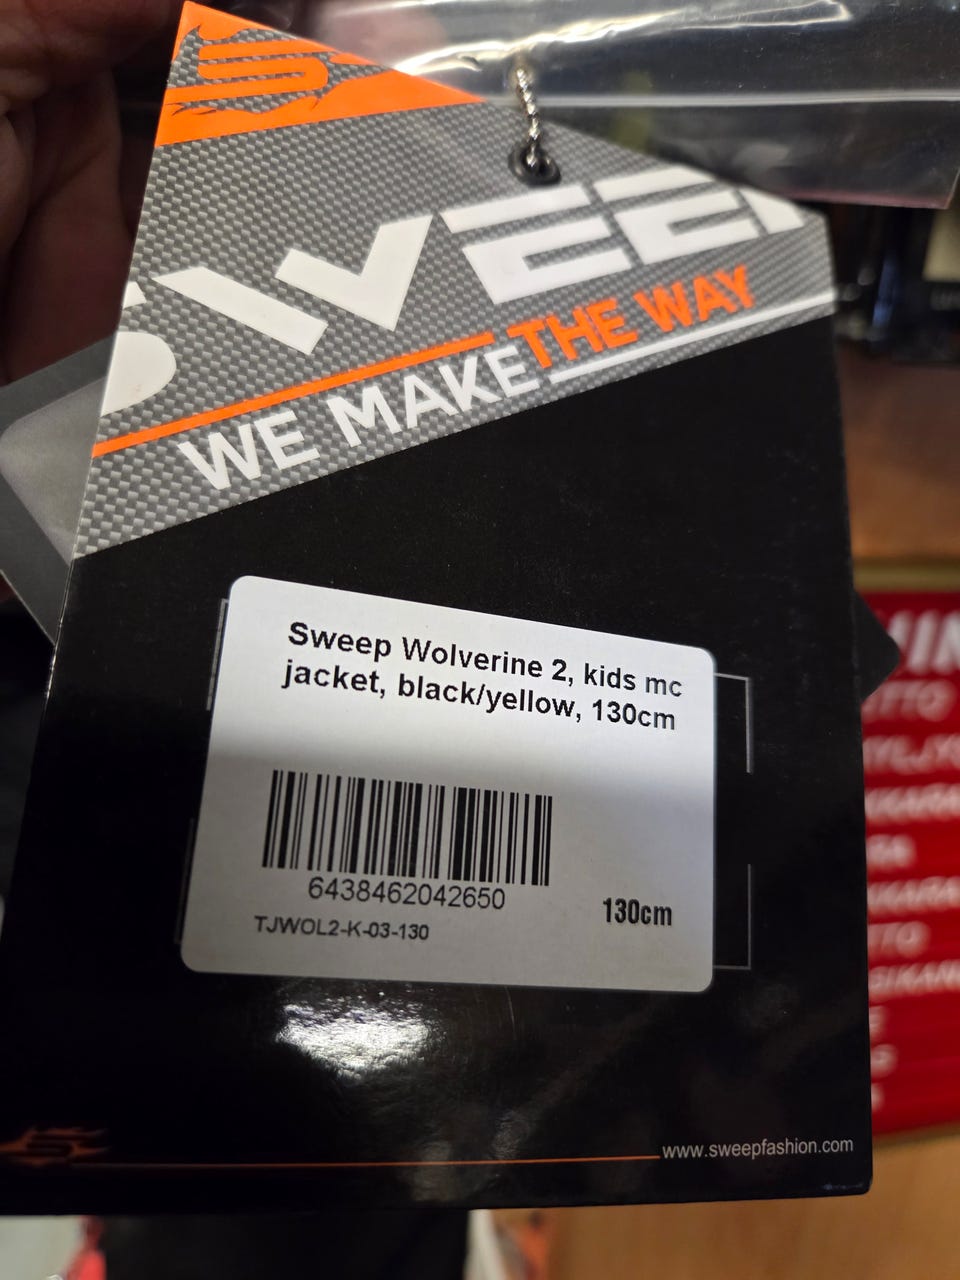 SWEEP
WE MAKE THE WAY
Sweep Wolverine 2, kids mc
jacket, black/yellow, 130cm
6438462042650
130cm
TJWOL2-K-03-130
www.sweepfashion.com